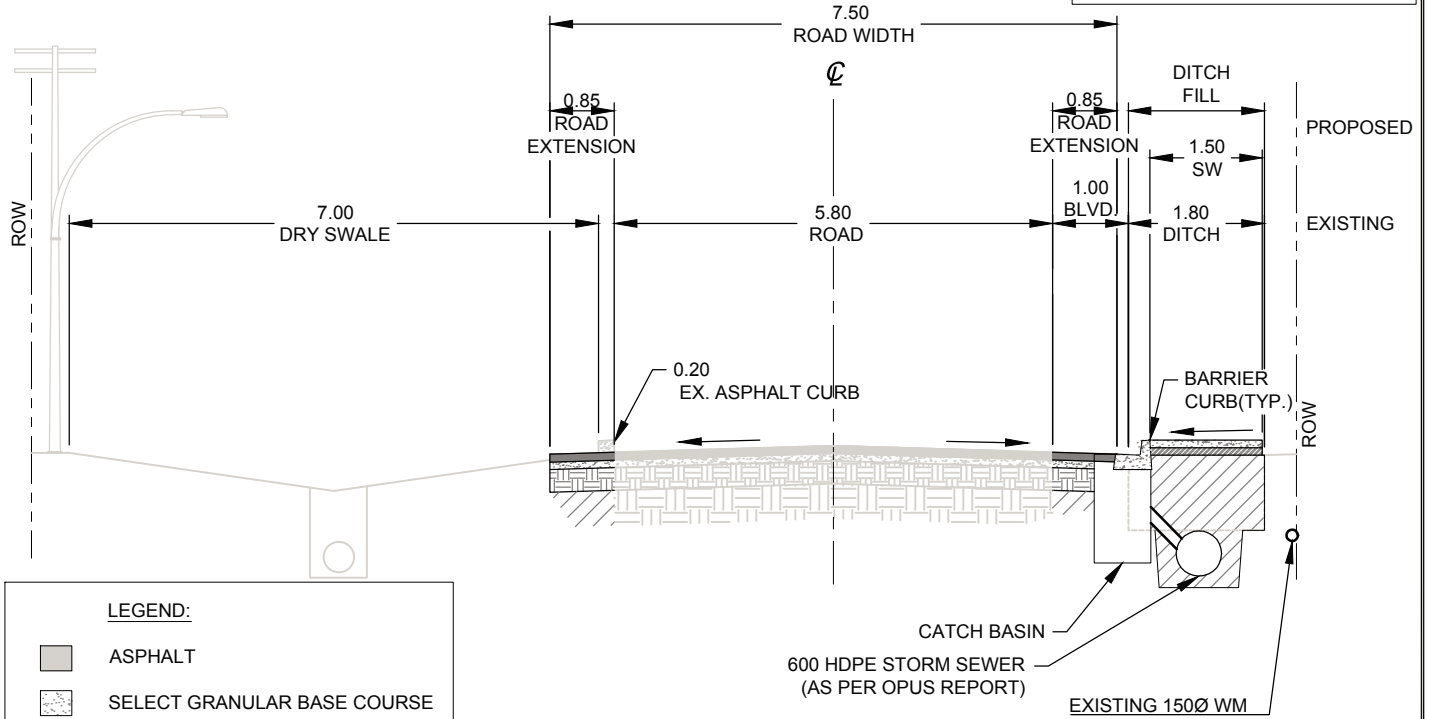 7.50
ROAD WIDTH
℄
DITCH
FILL
0.85
ROAD
EXTENSION
0.85
ROAD
EXTENSION
PROPOSED
1.50
SW
1.00
BLVD.
ROW
7.00
DRY SWALE
5.80
ROAD
1.80
DITCH
EXISTING
0.20
EX. ASPHALT CURB
BARRIER
CURB(TYP.)
ROW
LEGEND:
ASPHALT
SELECT GRANULAR BASE COURSE
CATCH BASIN
600 HDPE STORM SEWER
(AS PER OPUS REPORT)
EXISTING 150Ø WM